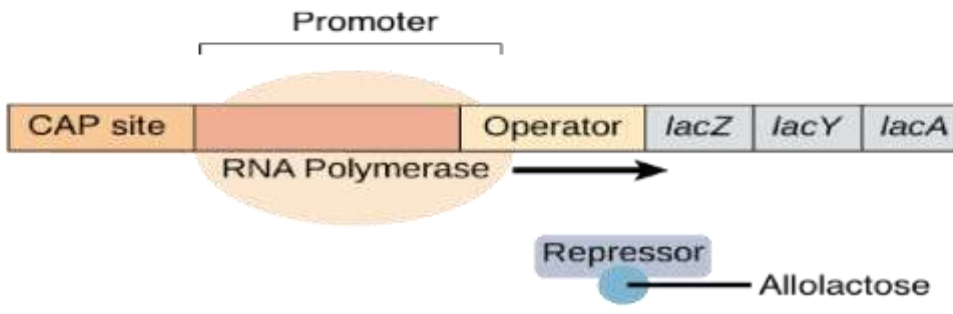 Promoter
CAP site Operator lacZ lacY lacA
RNA Polymerase
Repressor
Allolactose